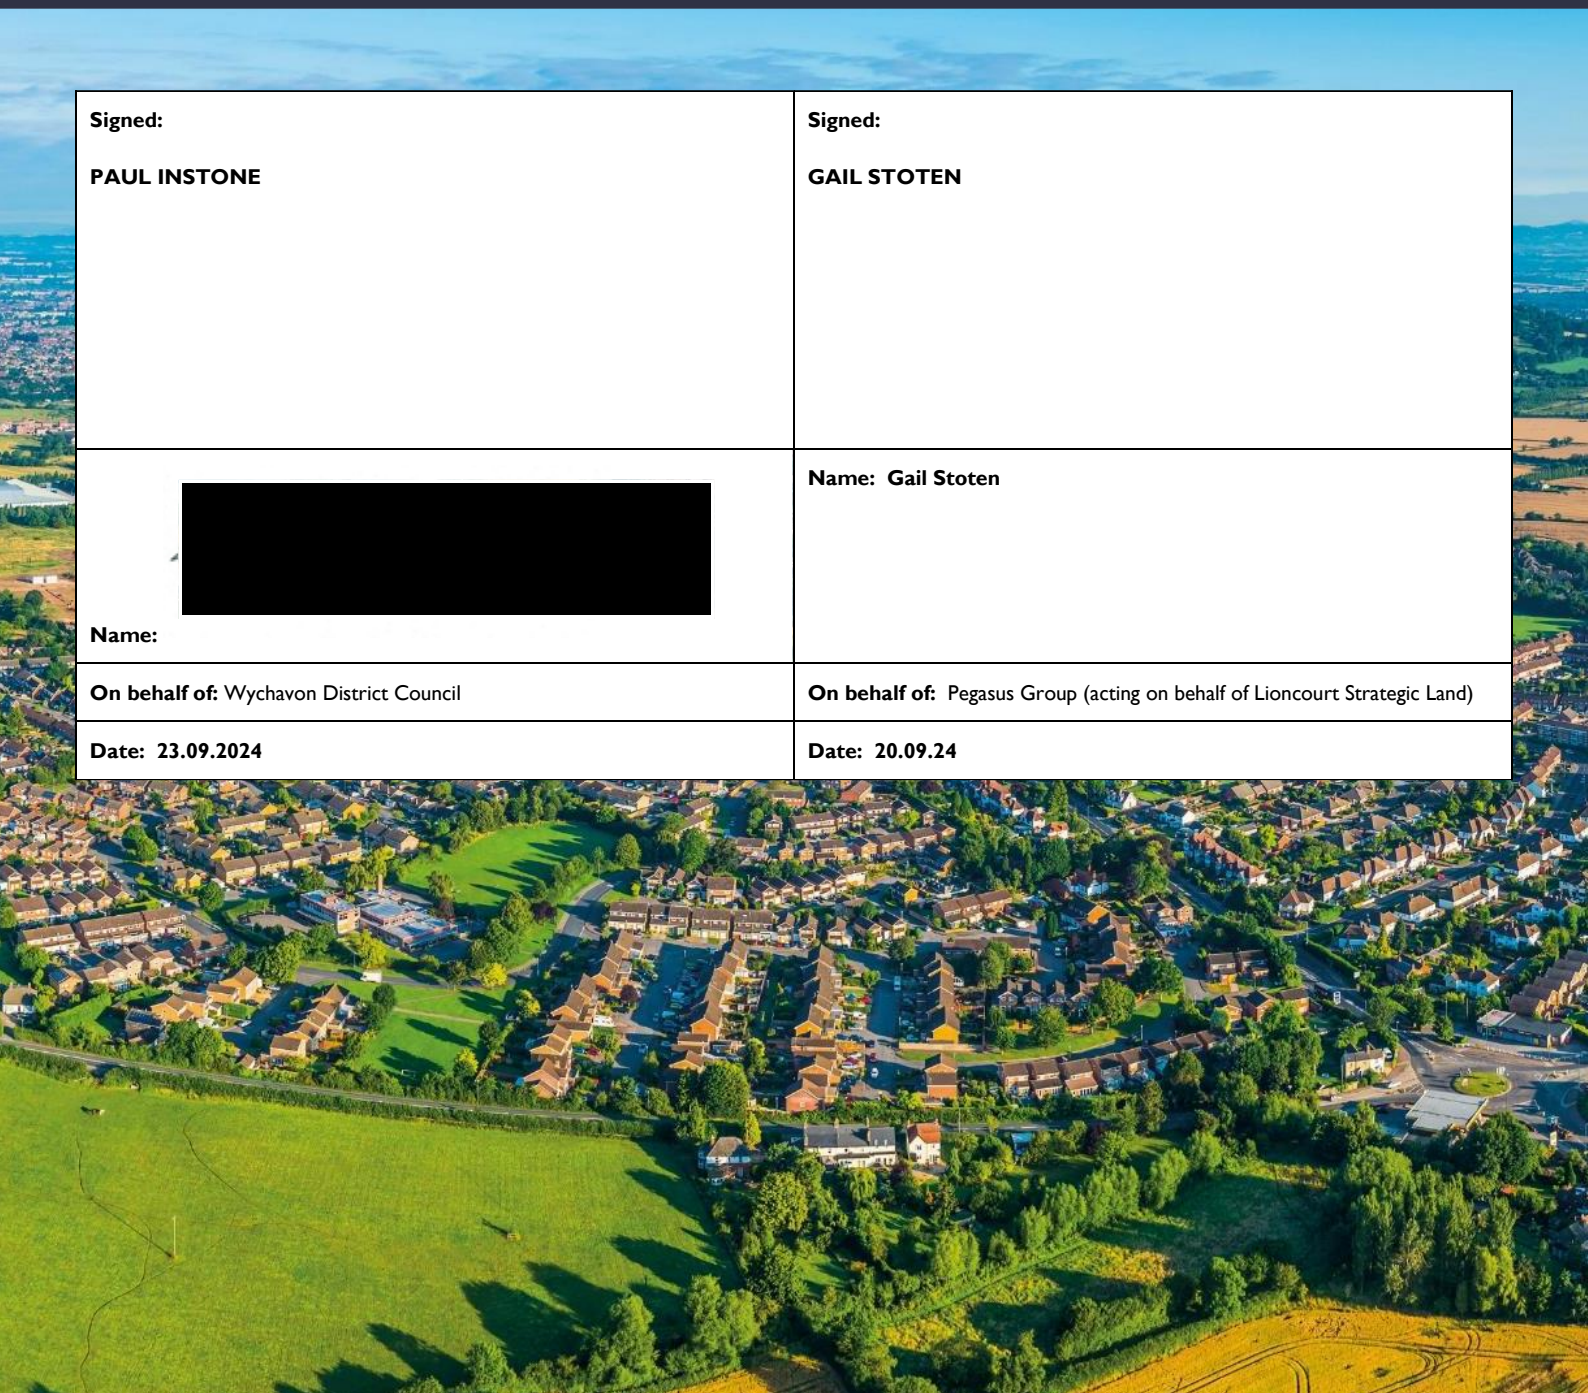 Signed:
PAUL INSTONE
Signed:
GAIL STOTEN
Name:
Name: Gail Stoten
On behalf of: Wychavon District Council
On behalf of: Pegasus Group (acting on behalf of Lioncourt Strategic Land)
Date: 23.09.2024
Date: 20.09.24